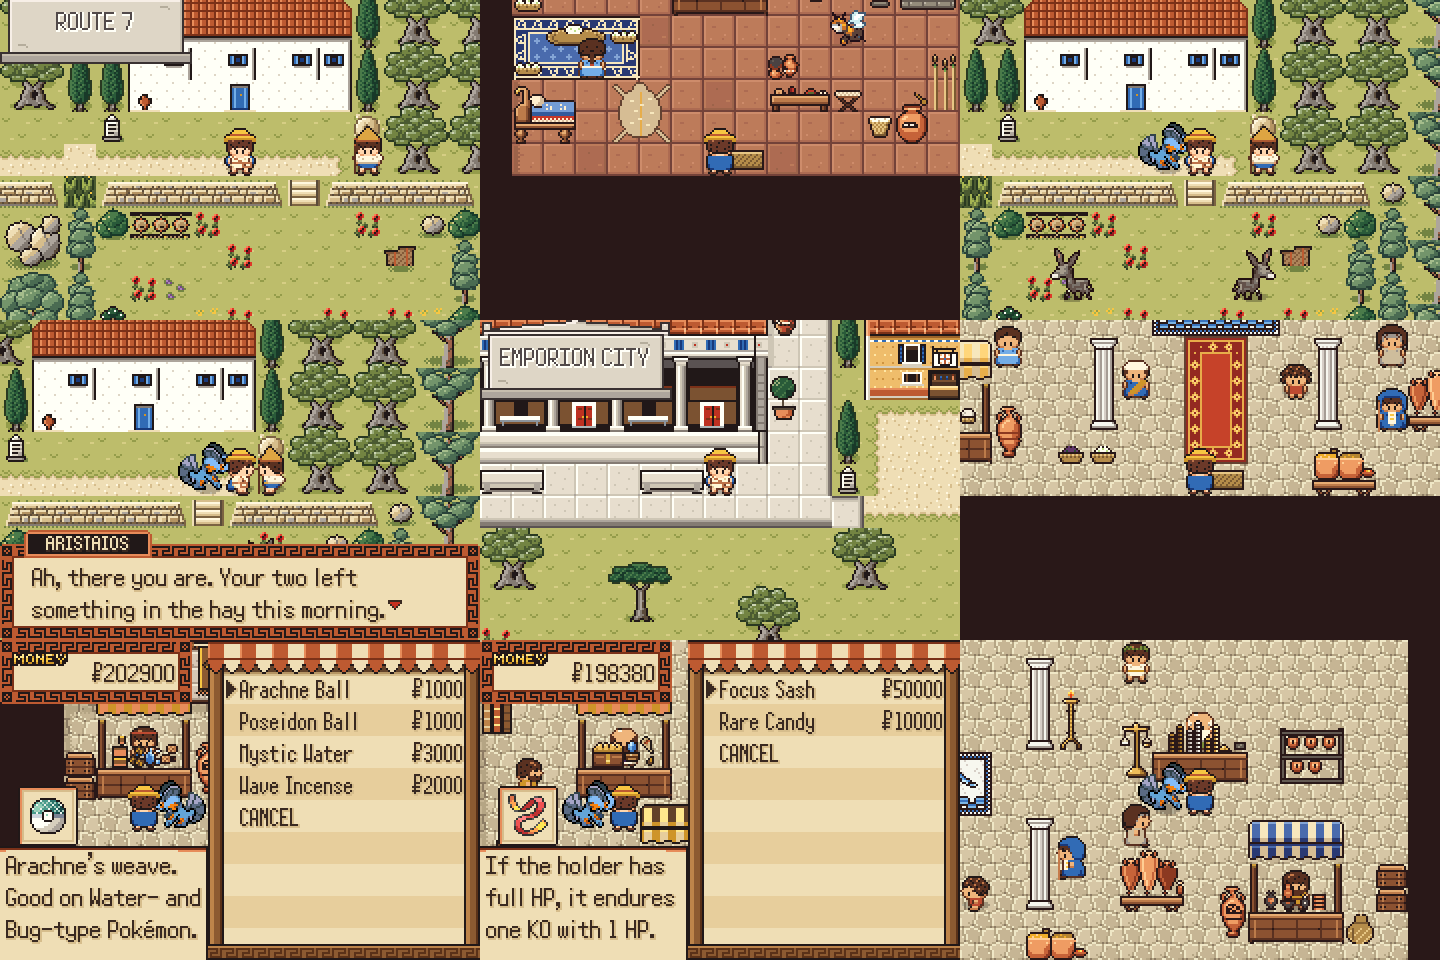 ROUTE 7
ARISTAIOS
Ah, there you are. Your two left
something in the hay this morning.
EMPORION CITY
MONEY
₽202900
Arachne Ball ₽1000
Poseidon Ball ₽1000
Mystic Water ₽3000
Wave Incense ₽2000
CANCEL
Arachne's weave.
Good on Water- and
Bug-type Pokémon.
MONEY
₽198380
Focus Sash ₽50000
Rare Candy ₽10000
CANCEL
If the holder has
full HP, it endures
one KO with 1 HP.